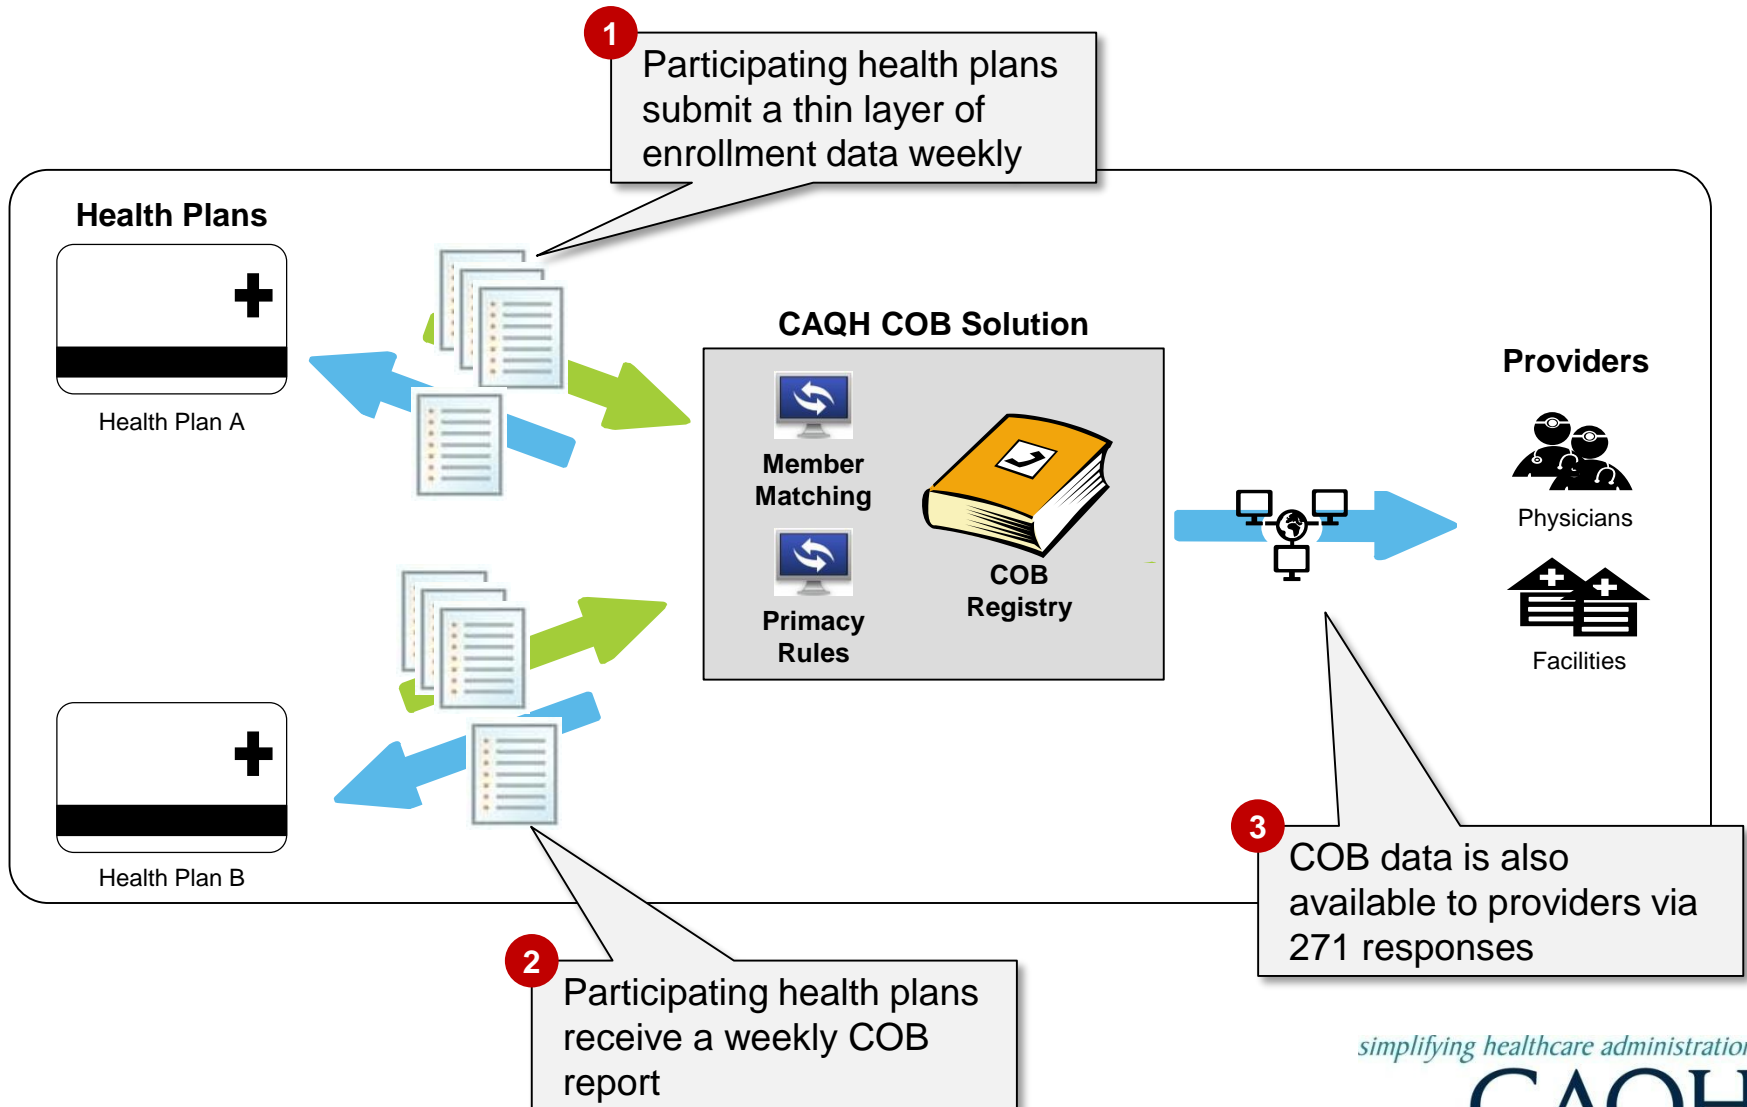 1
Participating health plans
submit a thin layer of
enrollment data weekly
Health Plans
Health Plan A
CAQH COB Solution
Member
Matching
Primacy
Rules
COB
Registry
Providers
Physicians
Facilities
Health Plan B
3
COB data is also
available to providers via
271 responses
2
Participating health plans
receive a weekly COB
report
simplifying healthcare administration
CAQH